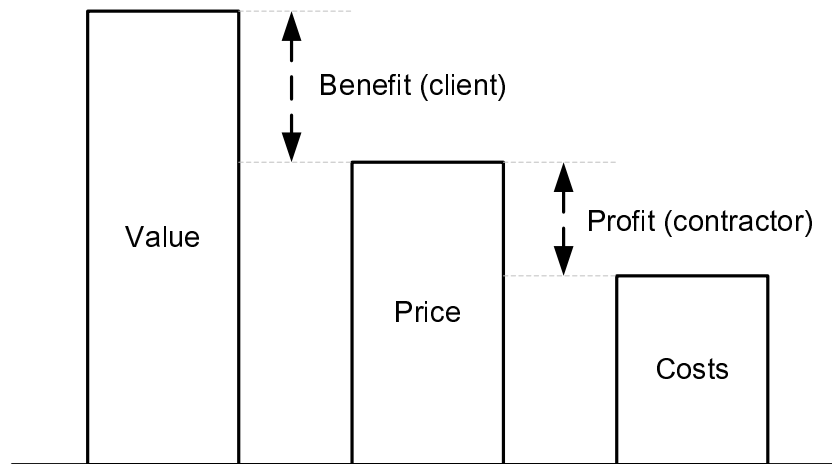 Benefit (client)
Value
Profit (contractor)
Price
Costs